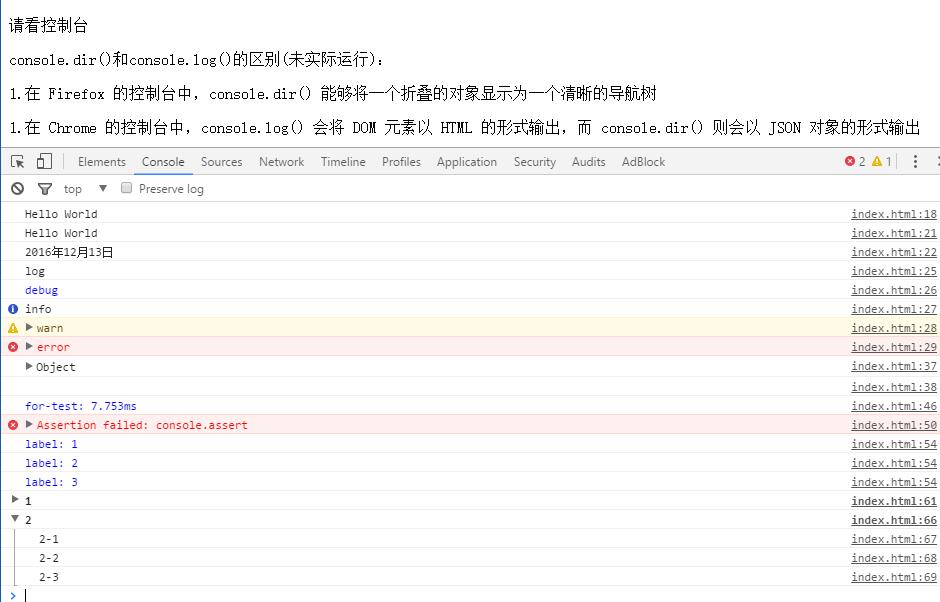 请看控制台
console.dir()和console.log()的区别(未实际运行):
1.在 Firefox 的控制台中，console.dir() 能够将一个折叠的对象显示为一个清晰的导航树
1.在 Chrome 的控制台中，console.log() 会将 DOM 元素以 HTML 的形式输出，而 console.dir() 则会以 JSON 对象的形式输出
Elements Console Sources Network Timeline Profiles Application Security Audits AdBlock 2 1
top Preserve log
Hello World index.html:18
Hello World index.html:21
2016年12月13日 index.html:22
log index.html:25
debug index.html:26
info index.html:27
warn index.html:28
error index.html:29
Object index.html:37
index.html:38
for-test: 7.753ms index.html:46
Assertion failed: console.assert index.html:50
label: 1 index.html:54
label: 2 index.html:54
label: 3 index.html:54
1 index.html:61
2 index.html:66
2-1 index.html:67
2-2 index.html:68
2-3 index.html:69